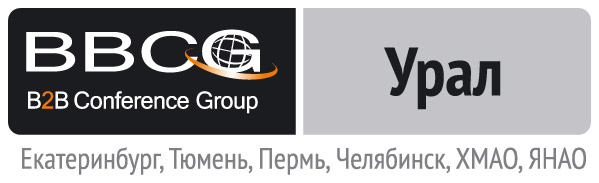 BBCG
B2B Conference Group
Урал
Екатеринбург, Тюмень, Пермь, Челябинск, ХМАО, ЯНАО